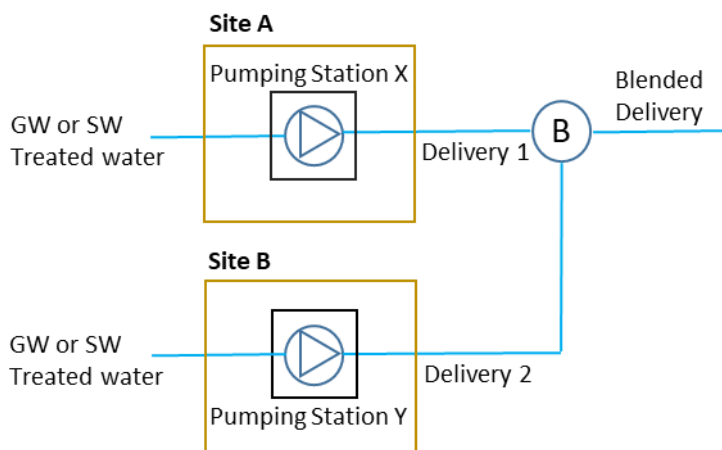 Site A
Pumping Station X
GW or SW
Treated water
Delivery 1
B
Blended
Delivery
Site B
GW or SW
Treated water
Delivery 2
Pumping Station Y